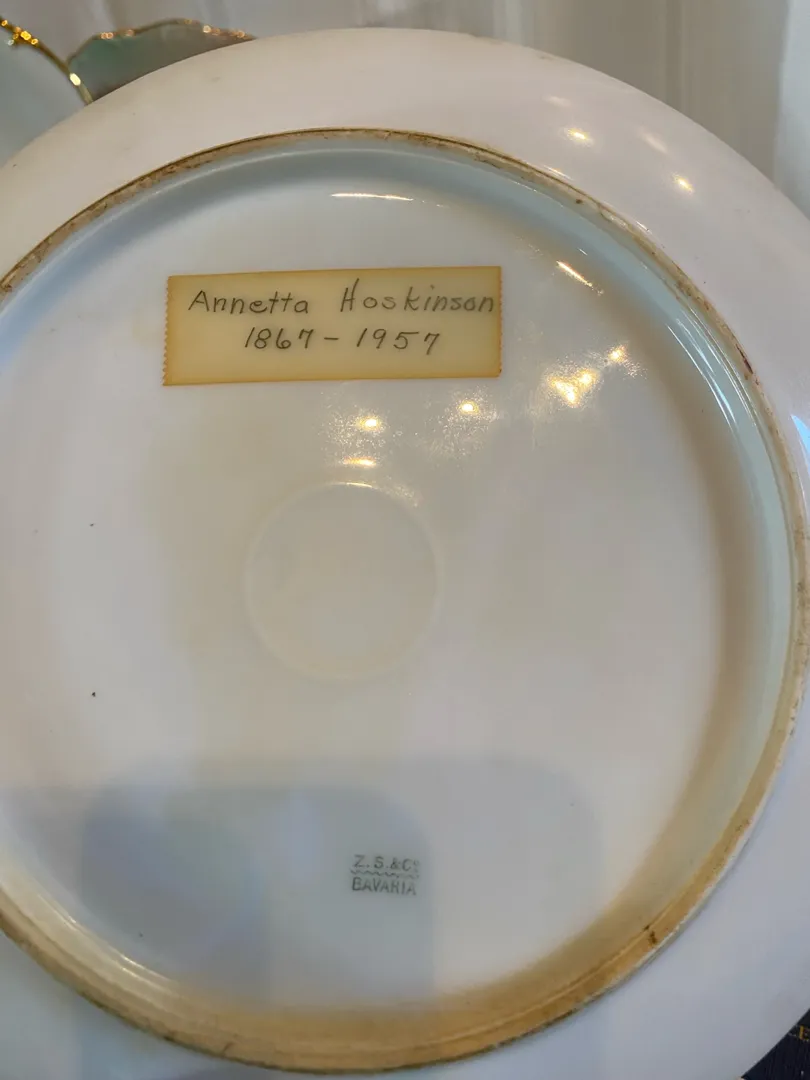 Annetta Hoskinson
1867-1957
Z.S.&Cº
BAVARIA